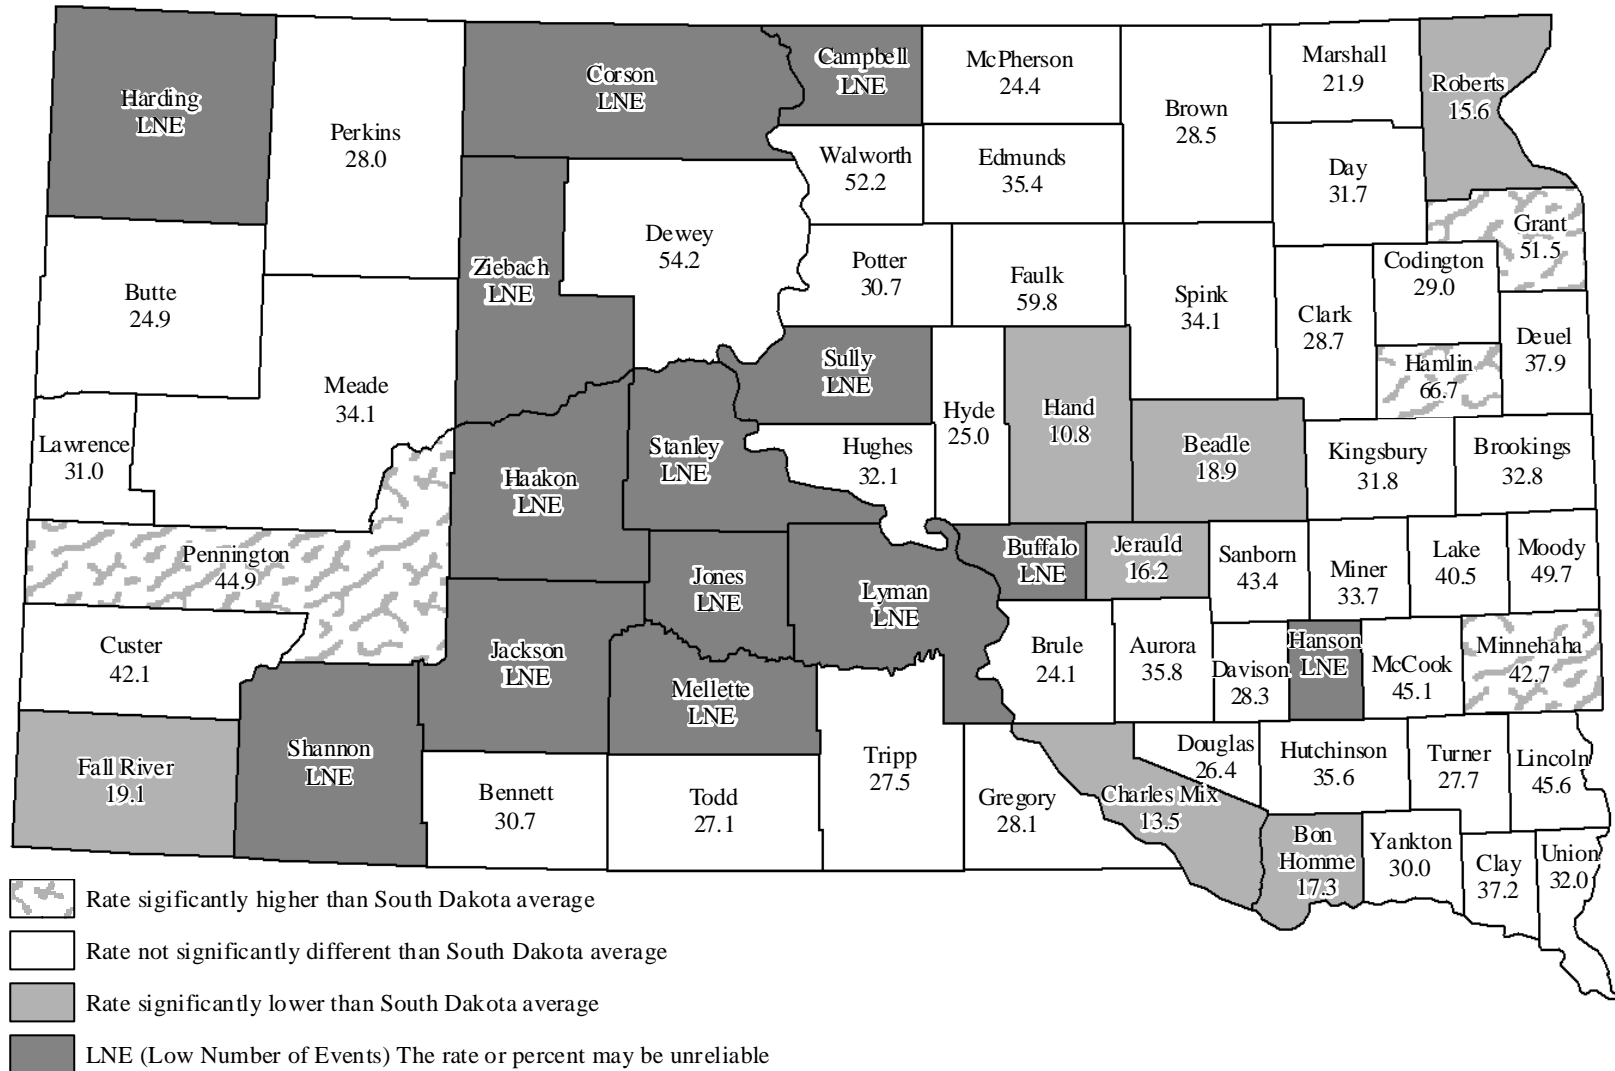 Harding
LNE
Perkins
28.0
Corson
LNE
Campbell
LNE
McPherson
24.4
Brown
28.5
Marshall
21.9
Roberts
15.6
Walworth
52.2
Edmunds
35.4
Day
31.7
Grant
51.5
Butte
24.9
Ziebach
LNE
Dewey
54.2
Potter
30.7
Faulk
59.8
Spink
34.1
Clark
28.7
Codington
29.0
Deuel
37.9
Meade
34.1
Sully
LNE
Hyde
25.0
Hand
10.8
Hamlin
66.7
Lawrence
31.0
Haakon
LNE
Stanley
LNE
Hughes
32.1
Beadle
18.9
Kingsbury
31.8
Brookings
32.8
Pennington
44.9
Jones
LNE
Lyman
LNE
Buffalo
LNE
Jerauld
16.2
Sanborn
43.4
Miner
33.7
Lake
40.5
Moody
49.7
Custer
42.1
Jackson
LNE
Mellette
LNE
Brule
24.1
Aurora
35.8
Davison
28.3
Hanson
LNE
McCook
45.1
Minnehaha
42.7
Fall River
19.1
Shannon
LNE
Bennett
30.7
Todd
27.1
Tripp
27.5
Gregory
28.1
Charles Mix
13.5
Douglas
26.4
Hutchinson
35.6
Turner
27.7
Lincoln
45.6
Bon
Homme
17.3
Yankton
30.0
Clay
37.2
Union
32.0
Rate sigificantly higher than South Dakota average
Rate not significantly different than South Dakota average
Rate significantly lower than South Dakota average
LNE (Low Number of Events) The rate or percent may be unreliable